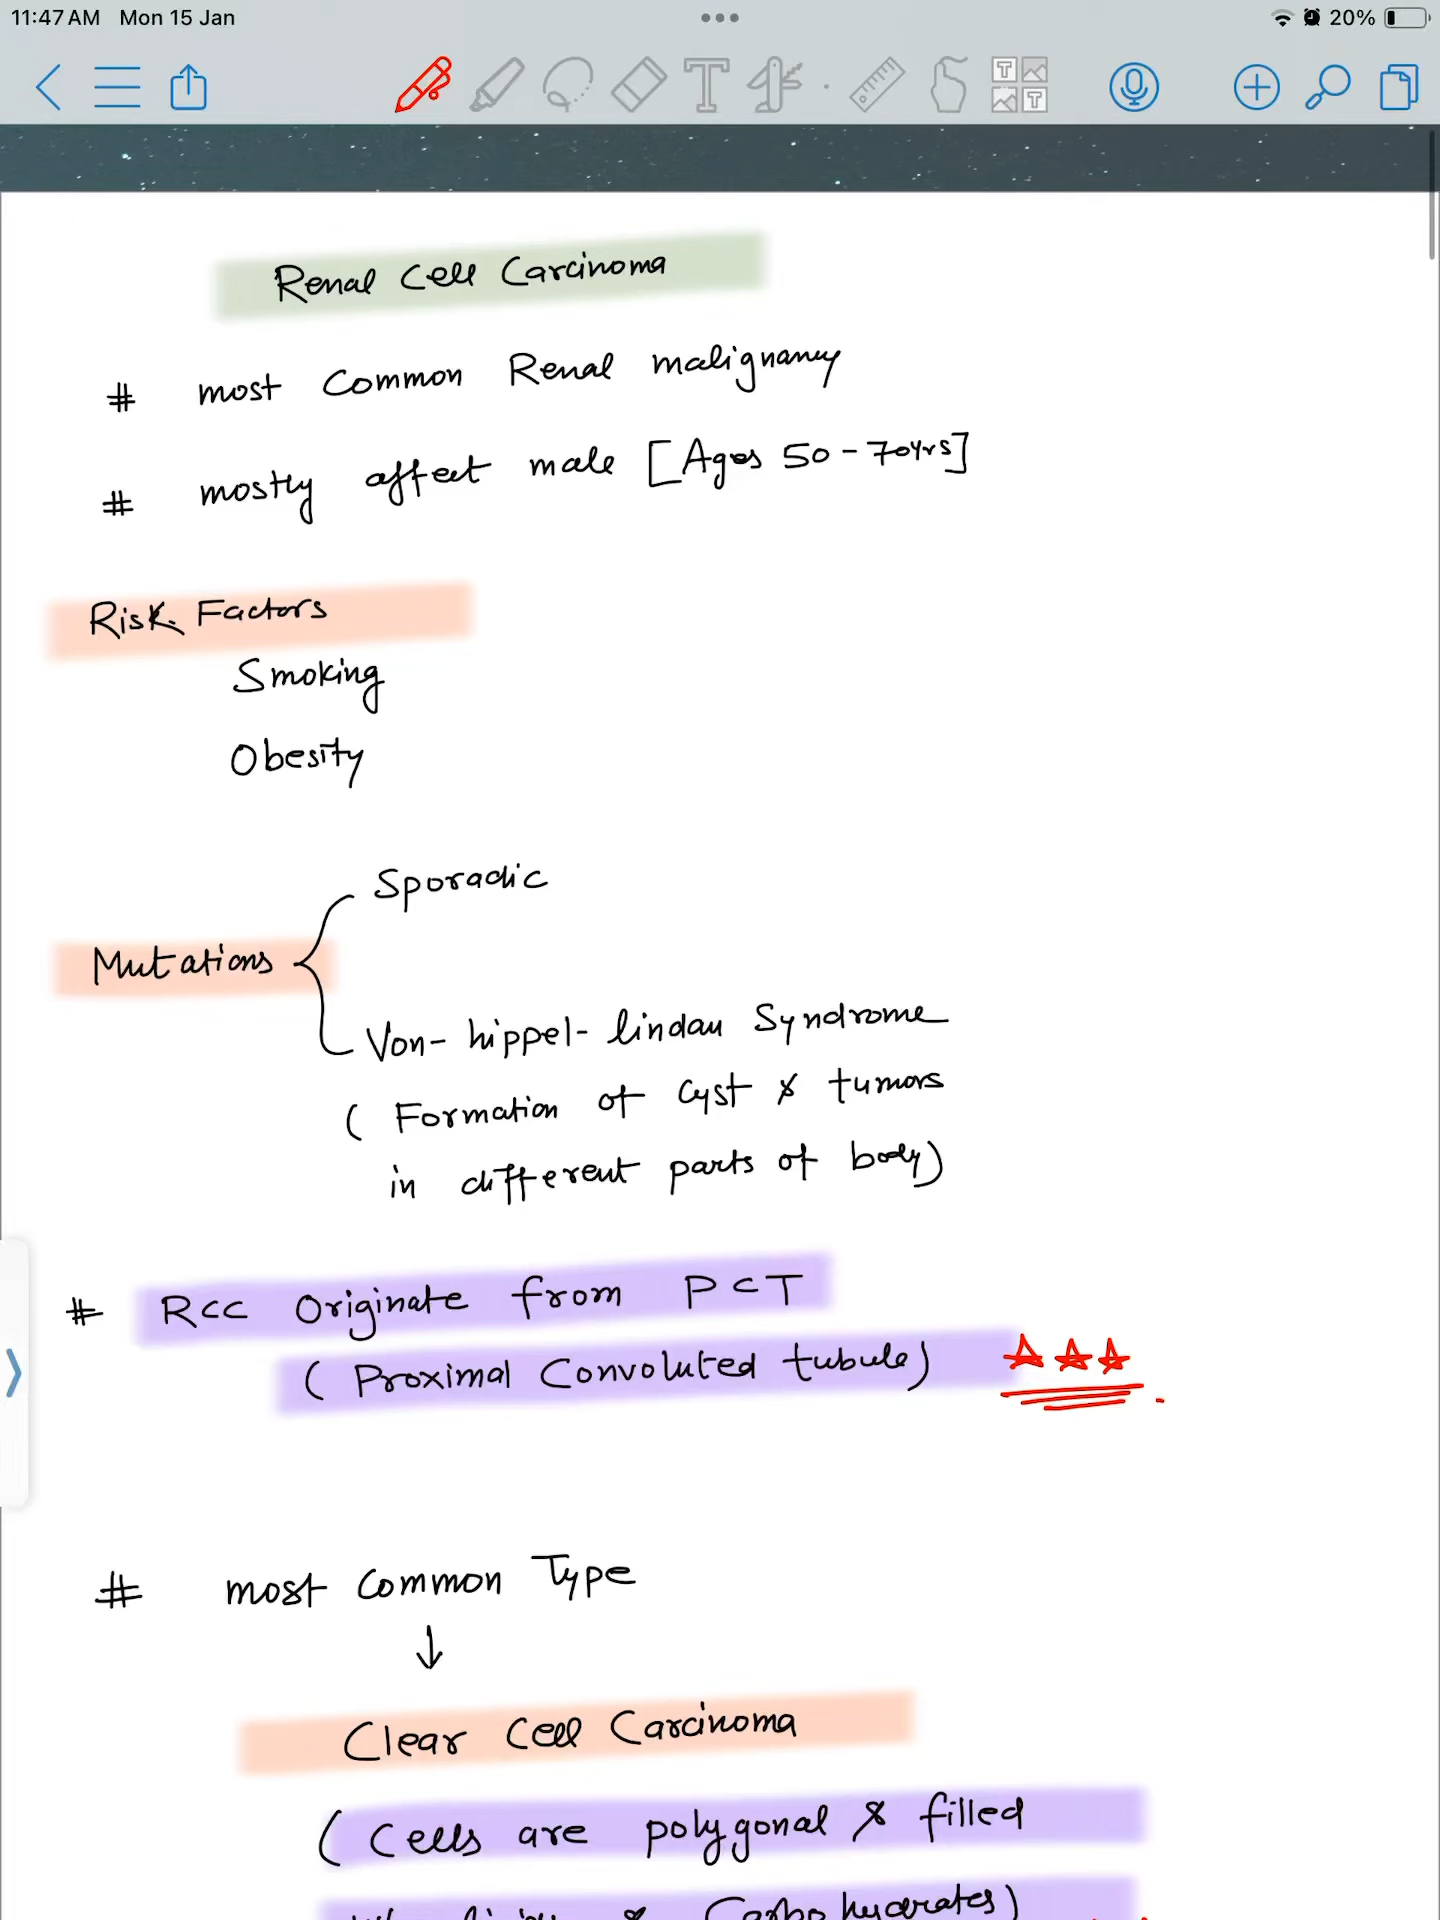 11:47 AM Mon 15 Jan
20%
Renal Cell Carcinoma
# most Common Renal malignancy
# mostly affect male [Ages 50-70yrs]
Risk Factors
Smoking
Obesity
Sporadic
Mutations
Von-hippel-lindau Syndrome
( Formation of Cyst & tumors
in different parts of body)
# RCC Originate from PCT
( Proximal Convoluted tubule)
# most Common Type
↓
Clear Cell Carcinoma
( Cells are polygonal & filled
& Carbohydrates)